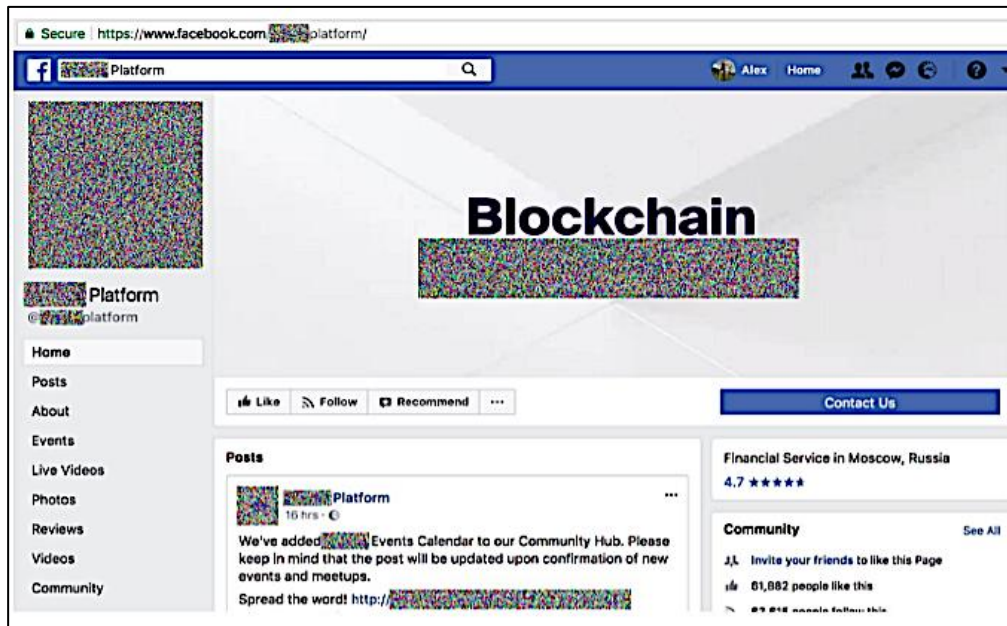 Secure https://www.facebook.com platform/
Platform
Alex Home
Blockchain
Platform
@ platform
Home
Posts
About
Events
Live Videos
Photos
Reviews
Videos
Community
Like Follow Recommend ...
Contact Us
Posts
Platform
16 hrs
We've added Events Calendar to our Community Hub. Please
keep in mind that the post will be updated upon confirmation of new
events and meetups.
Spread the word! http://
Financial Service in Moscow, Russia
4.7 ★★★★★
Community See All
Invite your friends to like this Page
61,682 people like this
people follow this